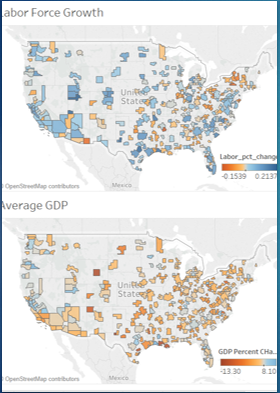 Labor Force Growth
United
States
Labor_pct_change
-0.1539 0.2137
OpenStreetMap contributors
Mexico
Average GDP
United
States
GDP Percent CHa...
-13.30 8.10
OpenStreetMap contributors
Mexico